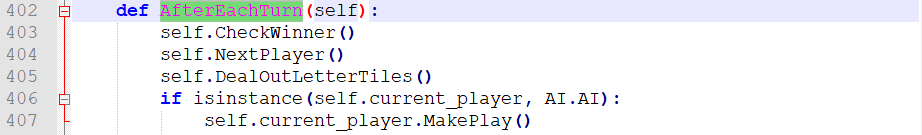 402 def AfterEachTurn(self):
403 self.CheckWinner()
404 self.NextPlayer()
405 self.DealOutLetterTiles()
406 if isinstance(self.current_player, AI.AI):
407 self.current_player.MakePlay()